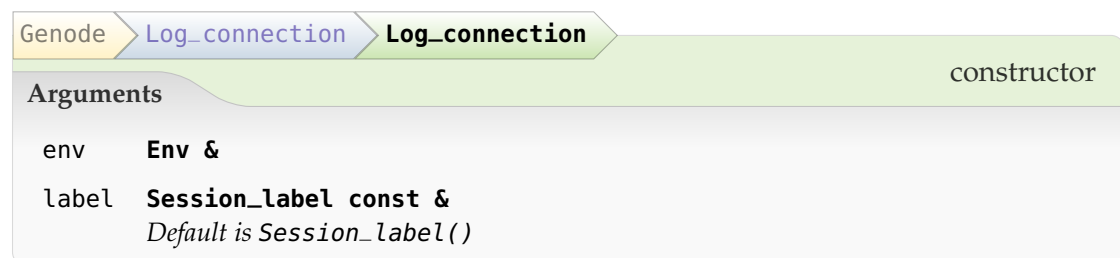 Genode Log_connection Log_connection
constructor
Arguments
env Env &
label Session_label const &
Default is Session_label()